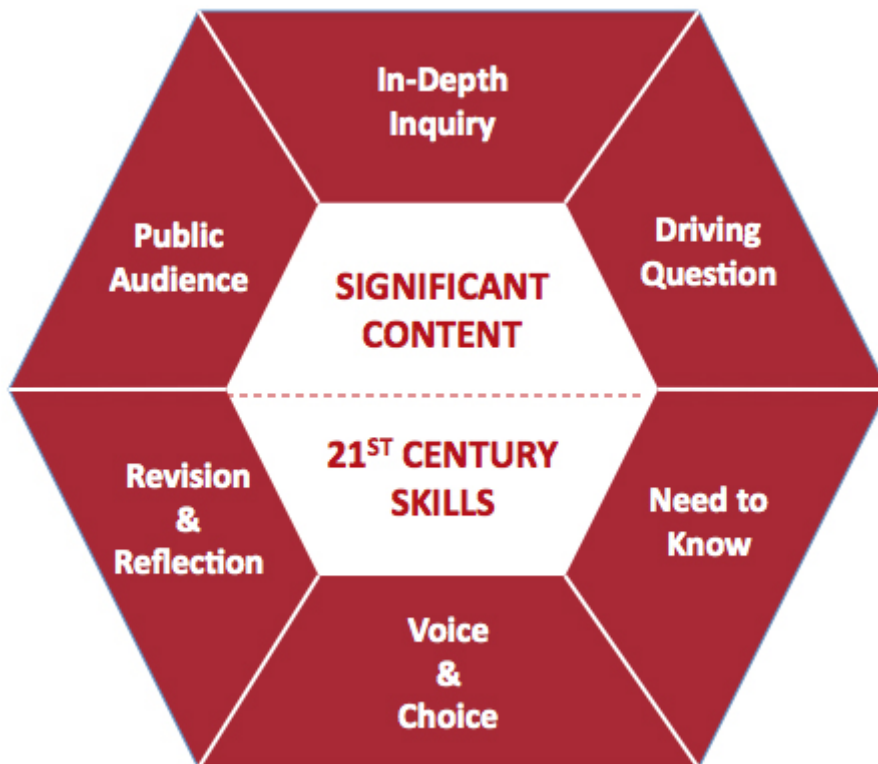 In-Depth
Inquiry
Driving
Question
Need to
Know
Voice
&
Choice
Revision
&
Reflection
Public
Audience
SIGNIFICANT
CONTENT
21ST CENTURY
SKILLS